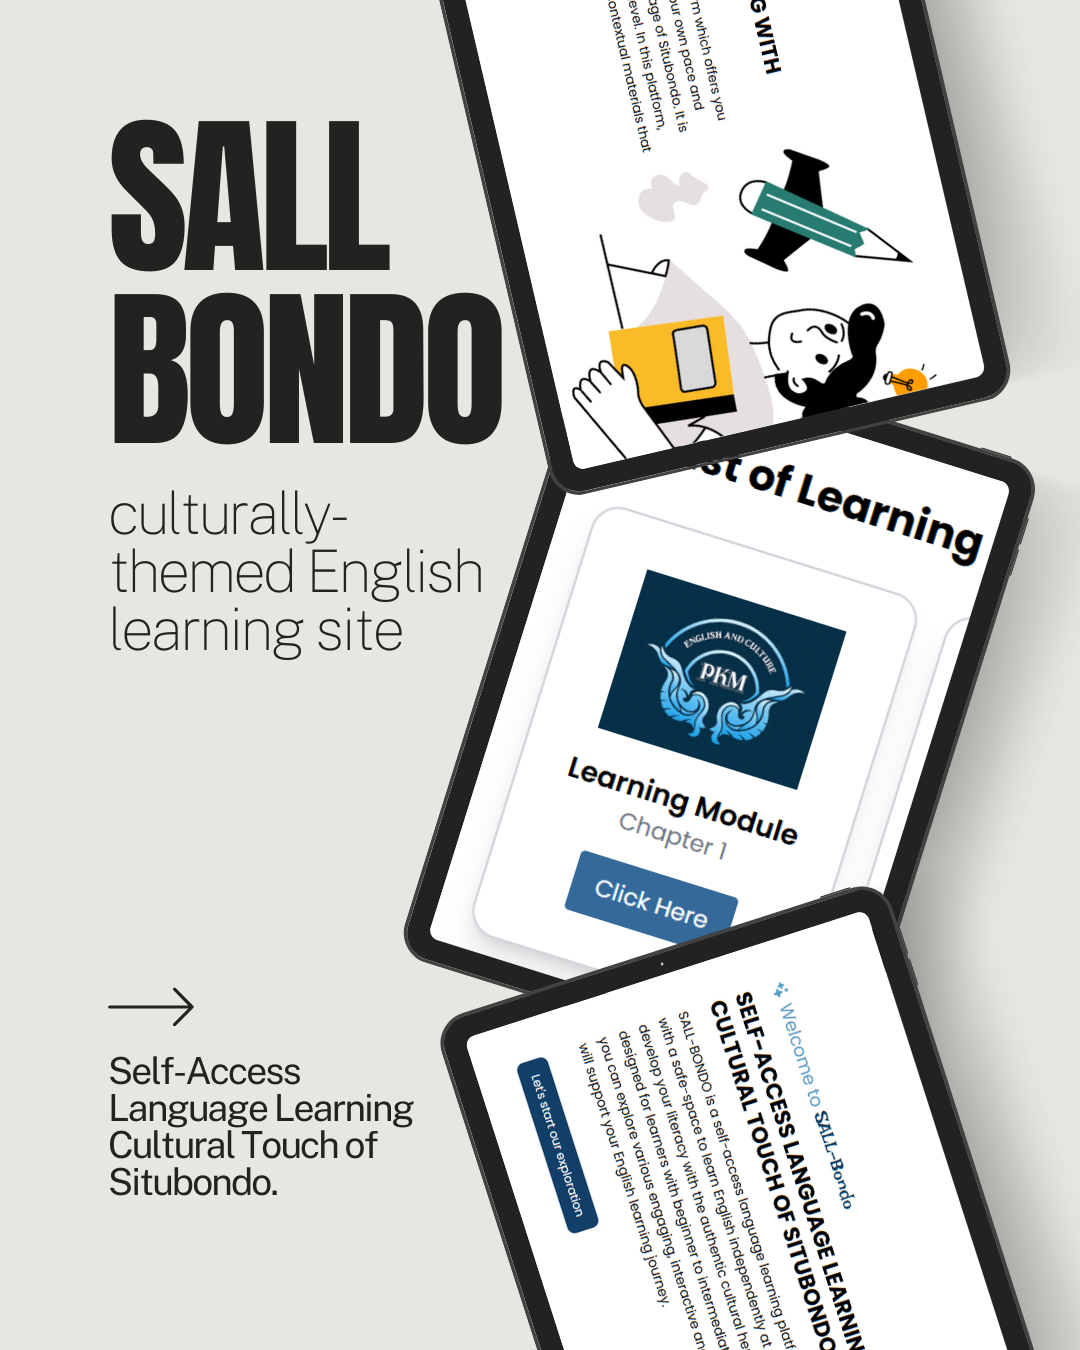 SALL
BONDO
culturally-
themed English
learning site
Self-Access
Language Learning
Cultural Touch of
Situbondo.
G WITH
m which offers you
our own pace and
age of Situbondo. It is
evel. In this platform,
ontextual materials that
st of Learning
ENGLISH AND CULTURE
PKM
Learning Module
Chapter 1
Click Here
Welcome to SALL-Bondo
SELF-ACCESS LANGUAGE LEARNIN
CULTURAL TOUCH OF SITUBONDO
SALL-BONDO is a self-access language learning platf
with a safe-space to learn English independently at
develop your literacy with the authentic cultural he
designed for learners with beginner to intermediat
you can explore various engaging, interactive an
will support your English learning journey.
Let's start our exploration